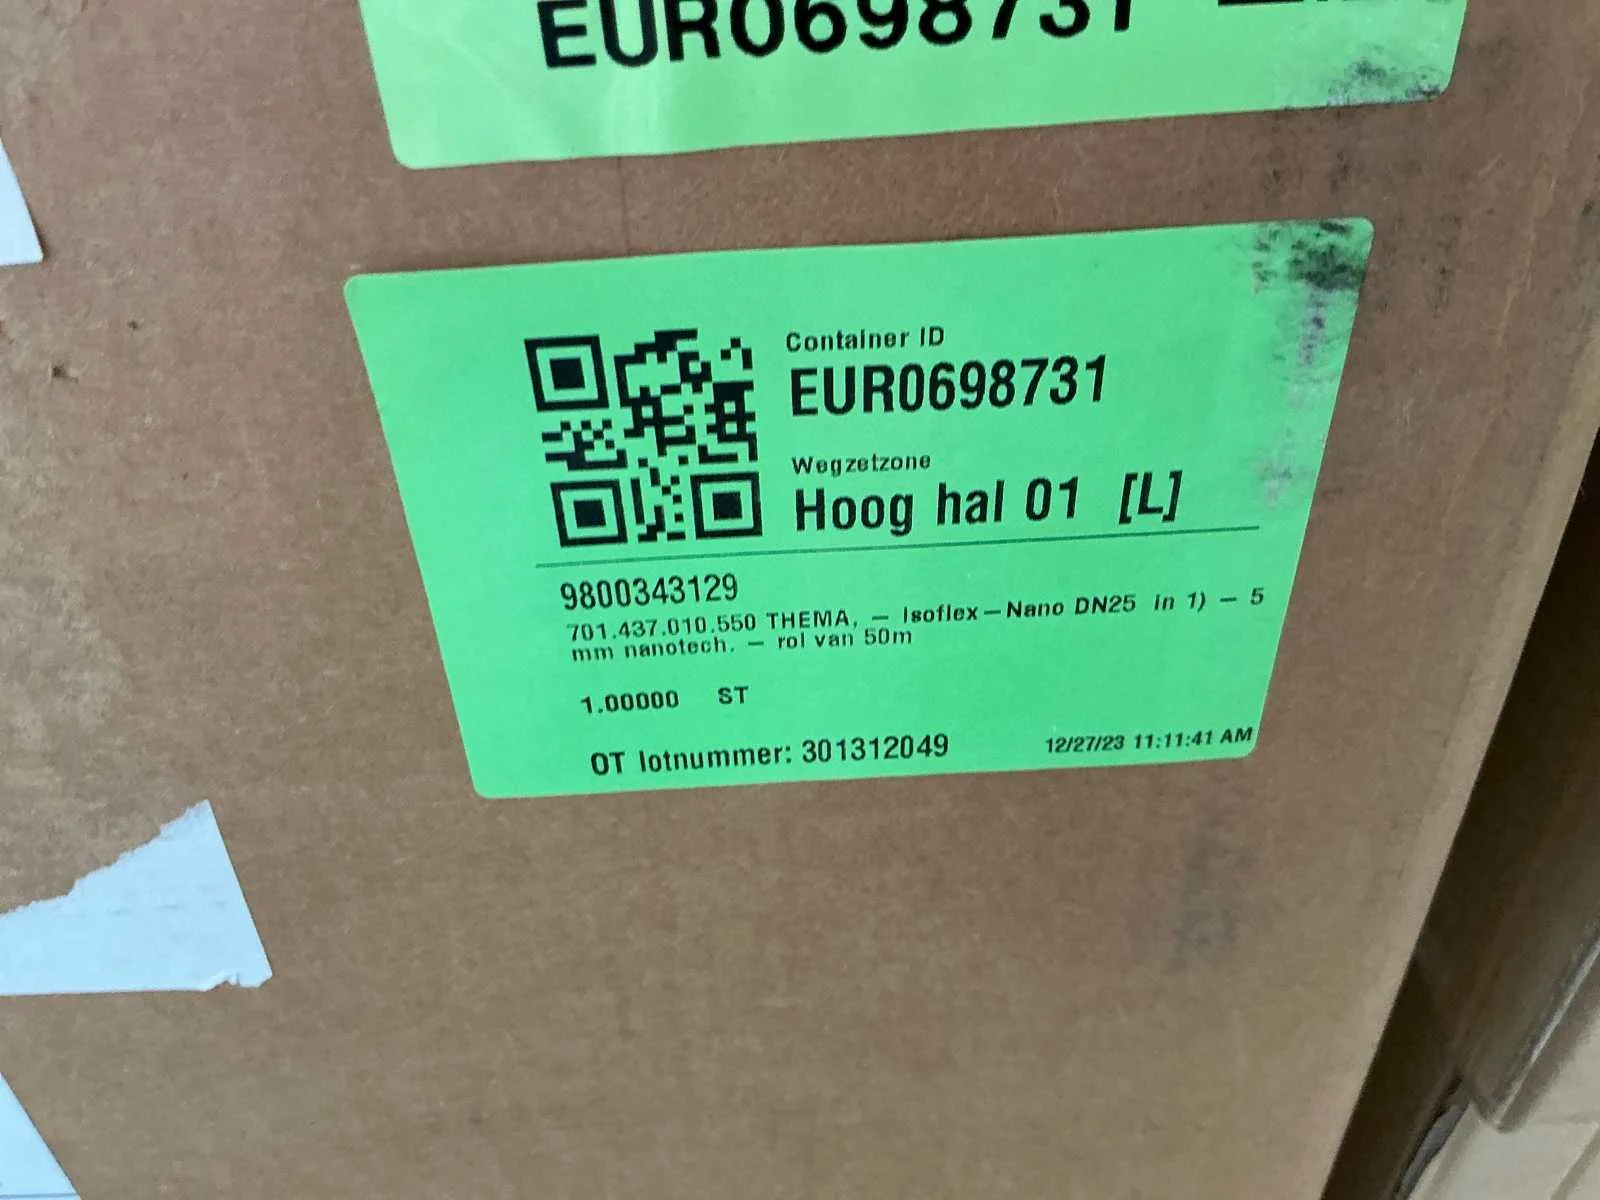 EUR0698731
Container ID
EUR0698731
Wegzetzone
Hoog hal 01 [L]
9800343129
701.437.010.550 THEMA, – Isoflex–Nano DN25 in 1) – 5
mm nanotech. – rol van 50m
1.00000 ST
OT lotnummer: 301312049
12/27/23 11:11:41 AM